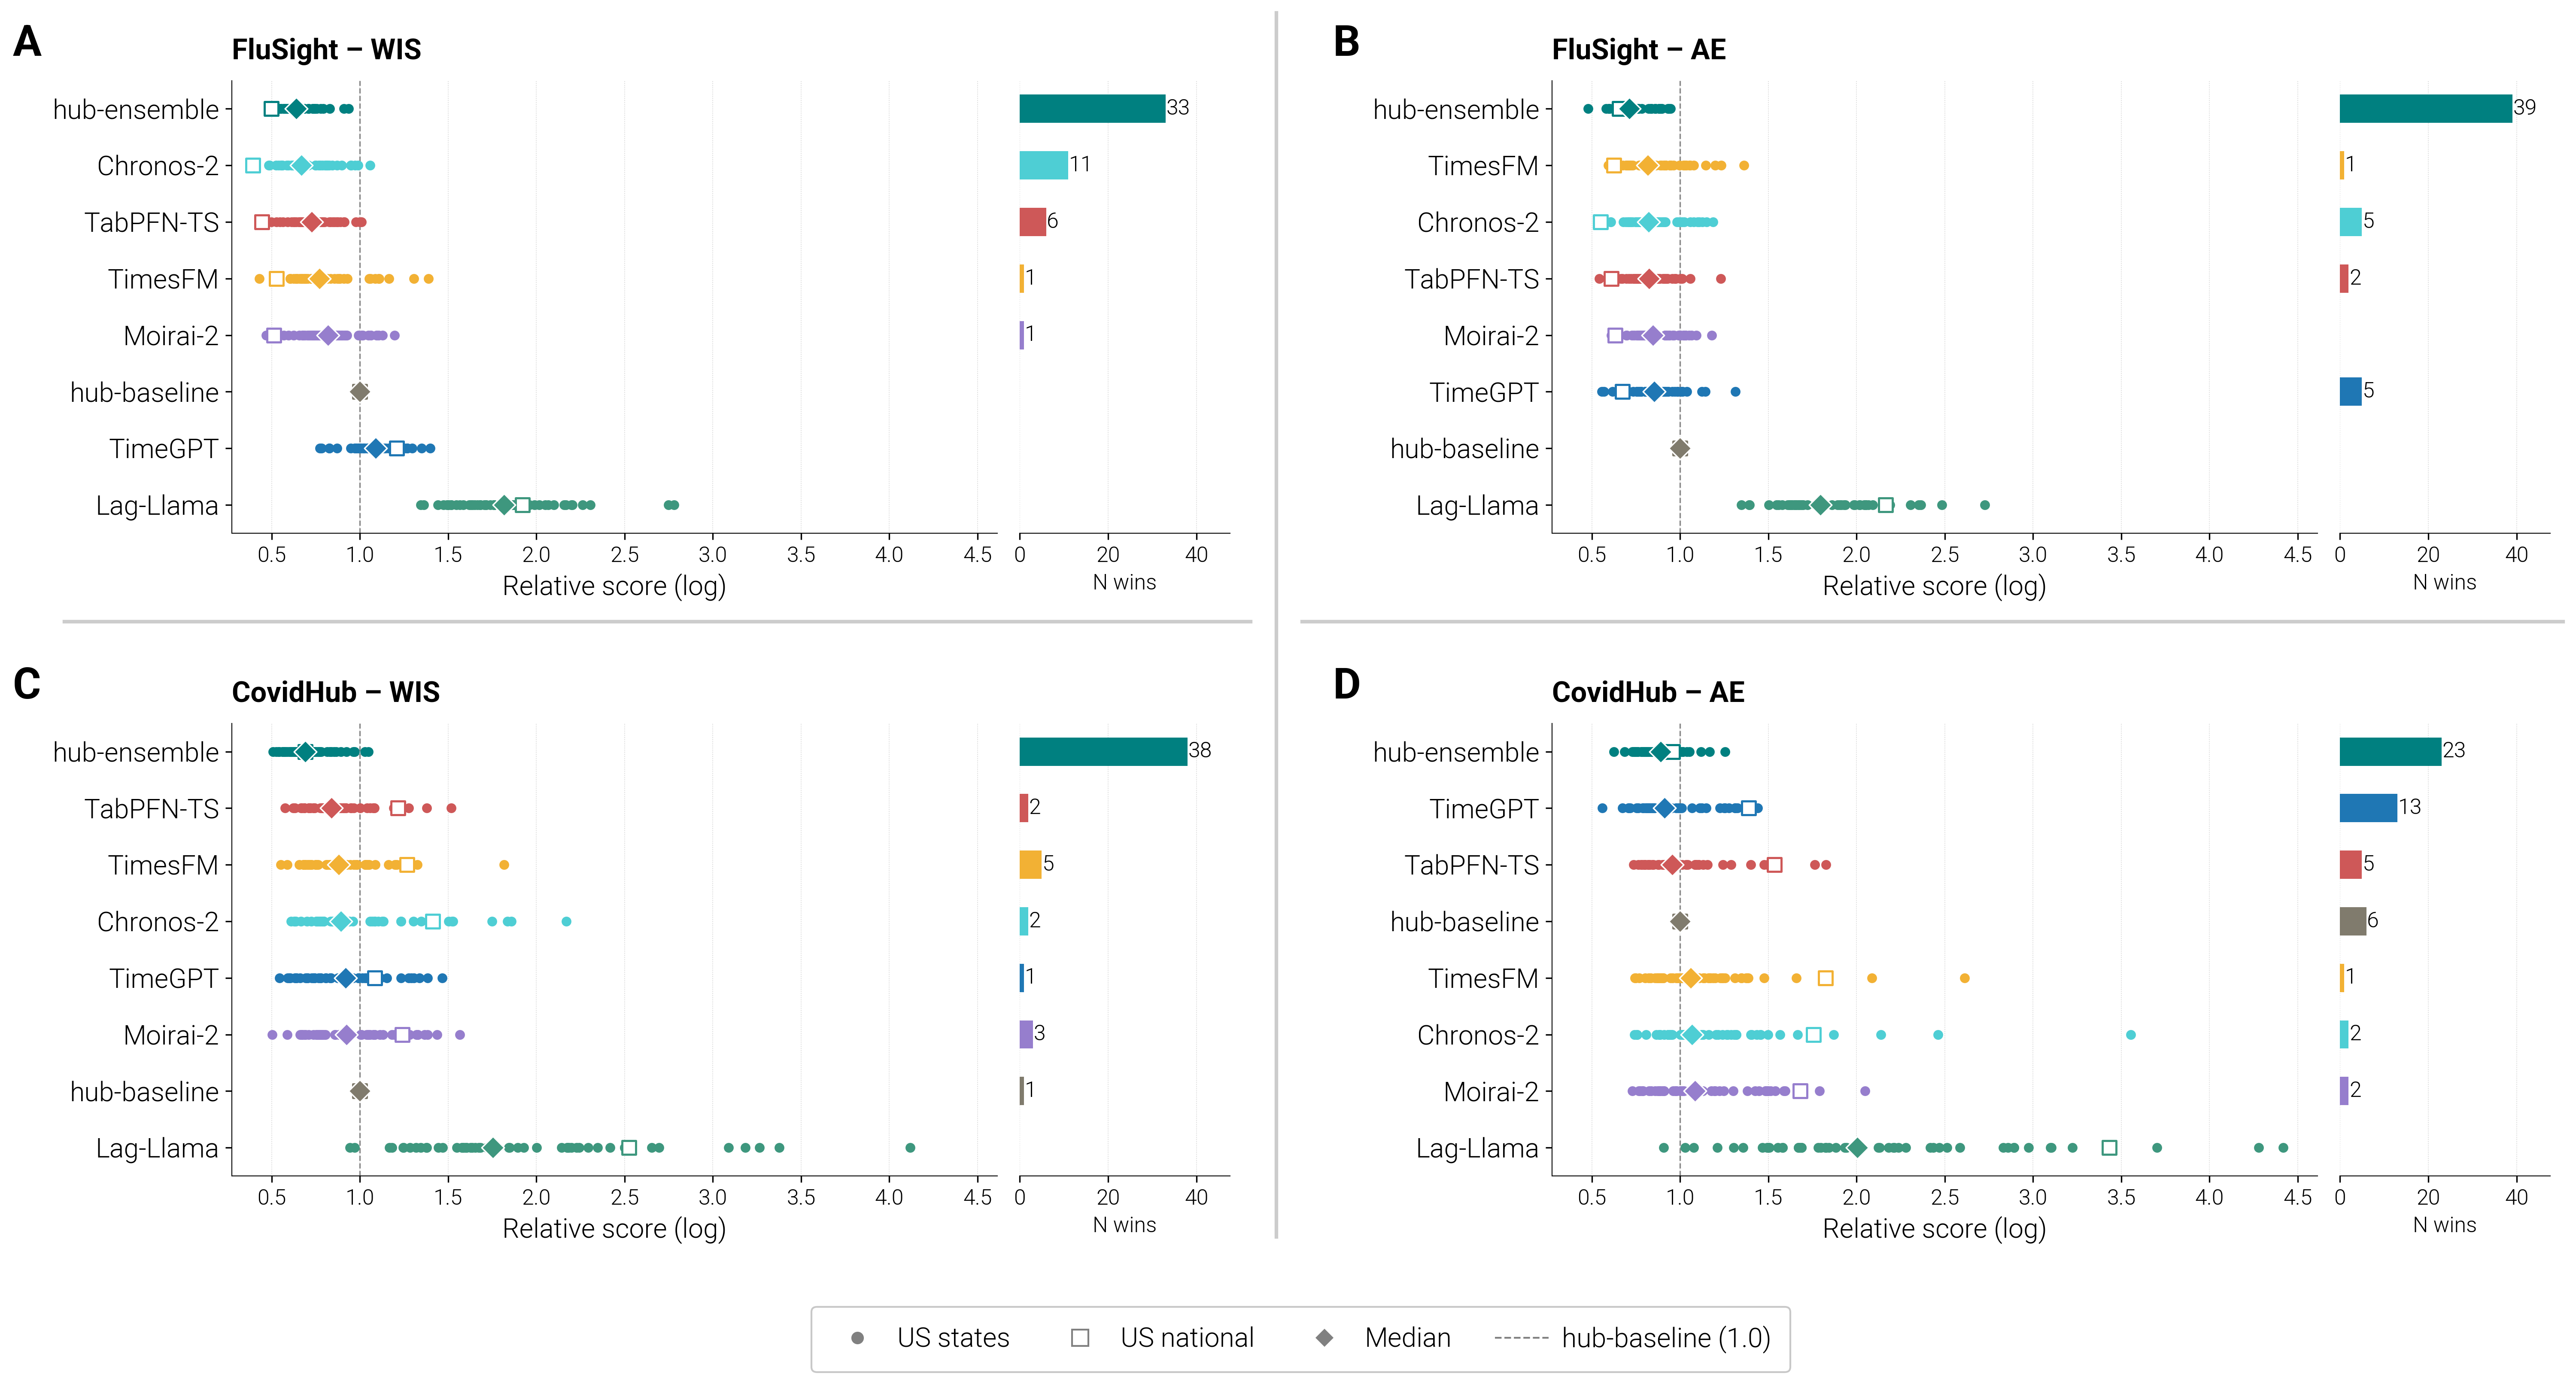 A
FluSight – WIS
hub-ensemble
Chronos-2
TabPFN-TS
TimesFM
Moirai-2
hub-baseline
TimeGPT
Lag-Llama
33
11
6
1
1
0.5 1.0 1.5 2.0 2.5 3.0 3.5 4.0 4.5
Relative score (log)
0 20 40
N wins
B
FluSight – AE
hub-ensemble
TimesFM
Chronos-2
TabPFN-TS
Moirai-2
TimeGPT
hub-baseline
Lag-Llama
39
1
5
2
5
0.5 1.0 1.5 2.0 2.5 3.0 3.5 4.0 4.5
Relative score (log)
0 20 40
N wins
C
CovidHub – WIS
hub-ensemble
TabPFN-TS
TimesFM
Chronos-2
TimeGPT
Moirai-2
hub-baseline
Lag-Llama
38
2
5
2
1
3
1
0.5 1.0 1.5 2.0 2.5 3.0 3.5 4.0 4.5
Relative score (log)
0 20 40
N wins
D
CovidHub – AE
hub-ensemble
TimeGPT
TabPFN-TS
hub-baseline
TimesFM
Chronos-2
Moirai-2
Lag-Llama
23
13
5
6
1
2
2
0.5 1.0 1.5 2.0 2.5 3.0 3.5 4.0 4.5
Relative score (log)
0 20 40
N wins
US states US national Median hub-baseline (1.0)